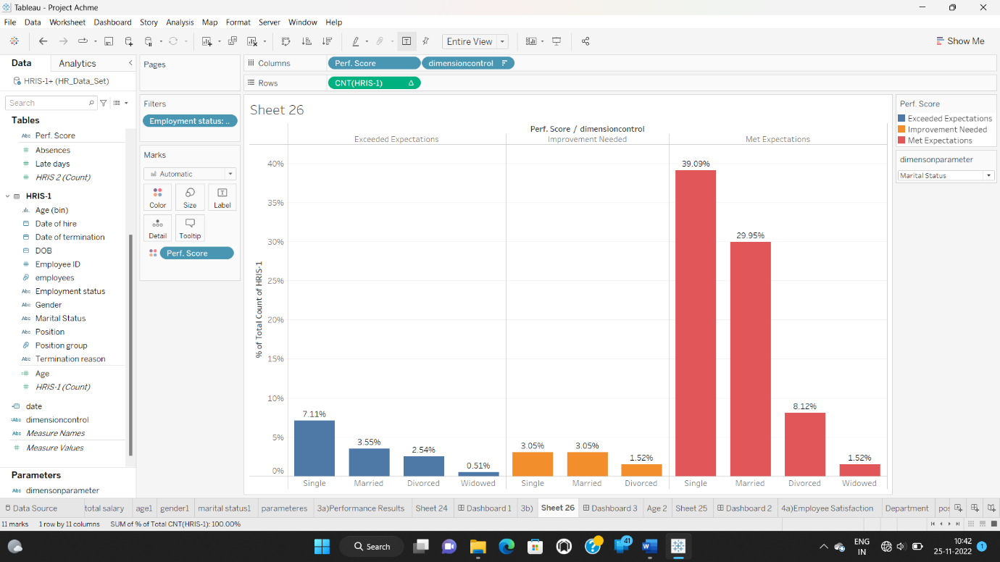 Tableau - Project Achme
File Data Worksheet Dashboard Story Analysis Map Format Server Window Help
Entire View
Show Me
Data Analytics
HRIS-1+ (HR_Data_Set)
Search
Tables
Abc Perf. Score
# Absences
# Late days
# HRIS 2 (Count)
HRIS-1
Age (bin)
Date of hire
Date of termination
DOB
# Employee ID
employees
Abc Employment status
Abc Gender
Abc Marital Status
Abc Position
Position group
Abc Termination reason
=# Age
# HRIS-1 (Count)
date
=Abc dimensioncontrol
Abc Measure Names
# Measure Values
Parameters
Abc dimensonparameter
Pages
Filters
Employment status: ..
Marks
Automatic
Color Size Label
Detail Tooltip
Perf. Score
Columns Perf. Score dimensioncontrol
Rows CNT(HRIS-1) Δ
Sheet 26
Perf. Score / dimensioncontrol
Exceeded Expectations Improvement Needed Met Expectations
% of Total Count of HRIS-1
40%
35%
30%
25%
20%
15%
10%
5%
0%
7.11% 3.55% 2.54% 0.51% 3.05% 3.05% 1.52% 39.09% 29.95% 8.12% 1.52%
Single Married Divorced Widowed Single Married Divorced Single Married Divorced Widowed
Perf. Score
Exceeded Expectations
Improvement Needed
Met Expectations
dimensonparameter
Marital Status
Data Source total salary age1 gender1 marital status1 parameteres 3a)Performance Results Sheet 24 Dashboard 1 3b) Sheet 26 Dashboard 3 Age 2 Sheet 25 Dashboard 2 4a)Employee Satisfaction Department pos
11 marks 1 row by 11 columns SUM of % of Total CNT(HRIS-1): 100.00%
Search
41
ENG
IN
10:42
25-11-2022
1